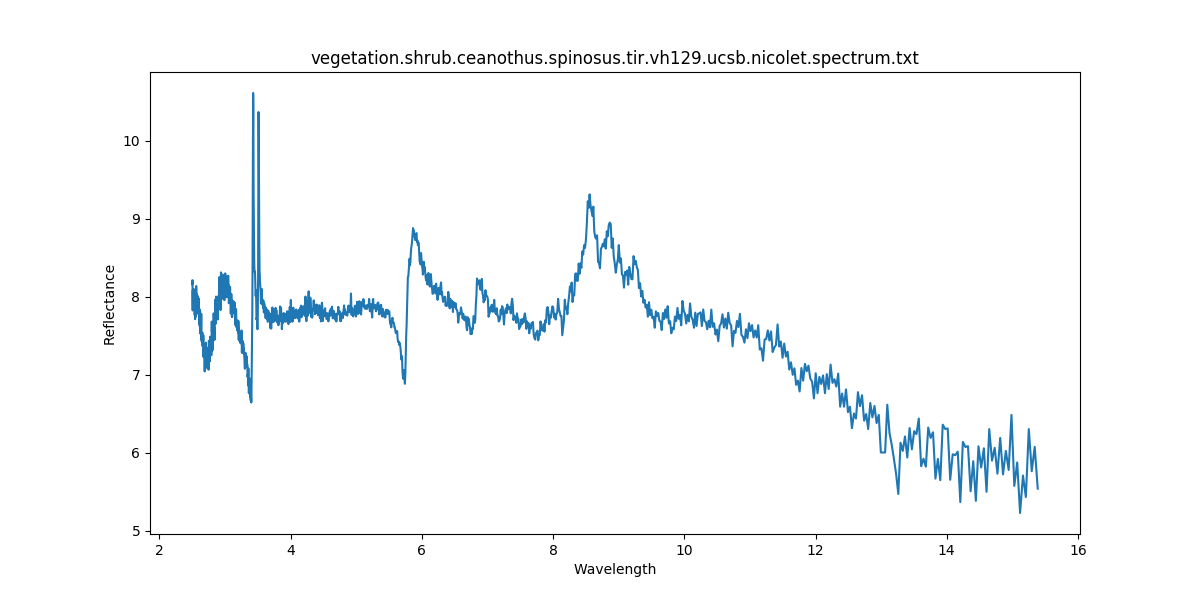 vegetation.shrub.ceanothus.spinosus.tir.vh129.ucsb.nicolet.spectrum.txt
10
9
8
7
6
5
Reflectance
2 4 6 8 10 12 14 16
Wavelength